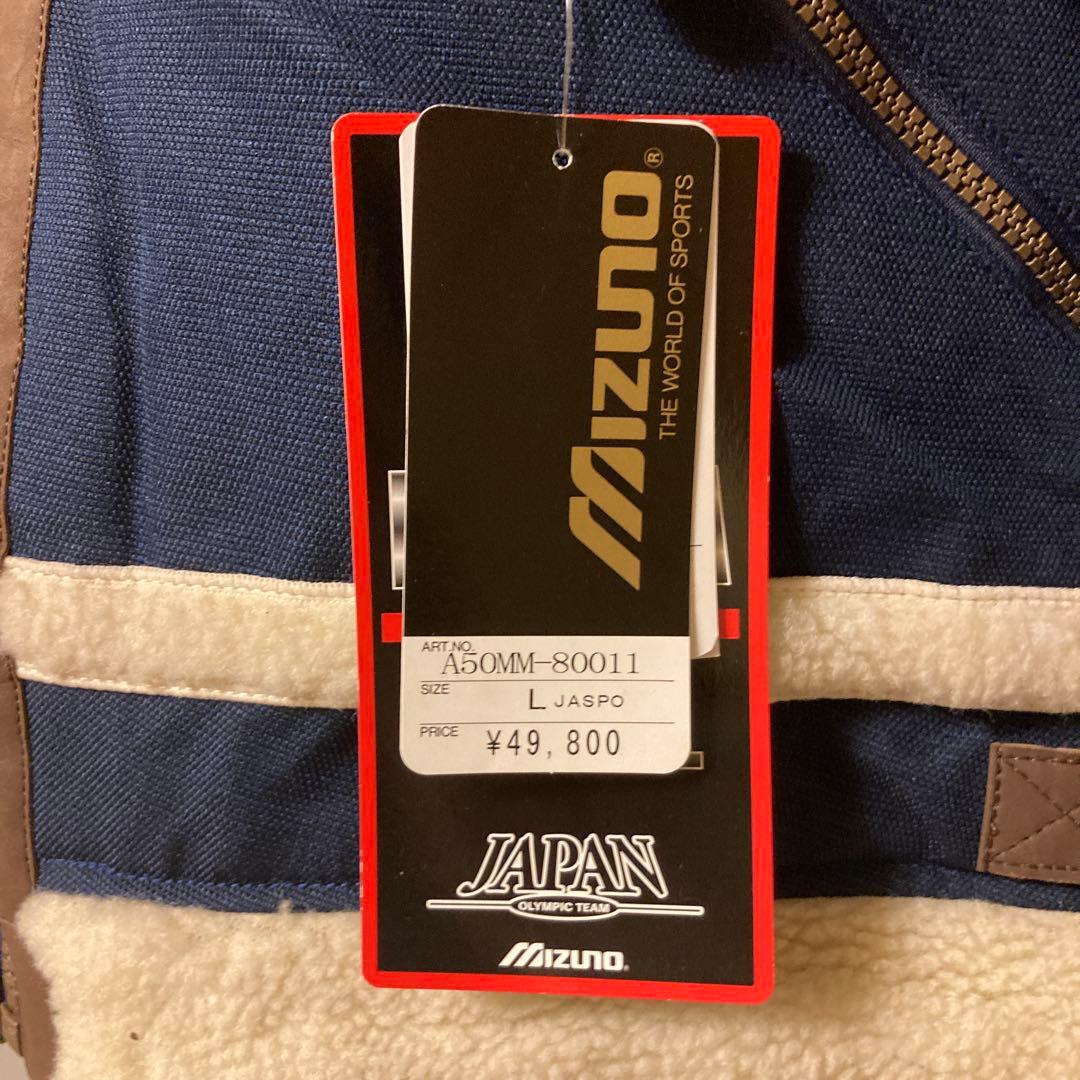 MIZUNO®
THE WORLD OF SPORTS
ART.NO.
A50MM-80011
SIZE
L JASPO
PRICE
¥49,800
JAPAN
OLYMPIC TEAM
MIZUNO.